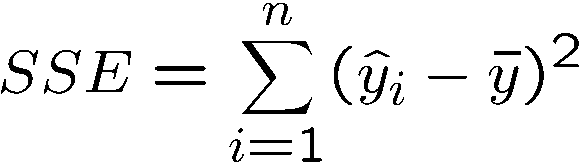 SSE = \sum_{i=1}^{n} (\hat{y}_i - \bar{y})^2